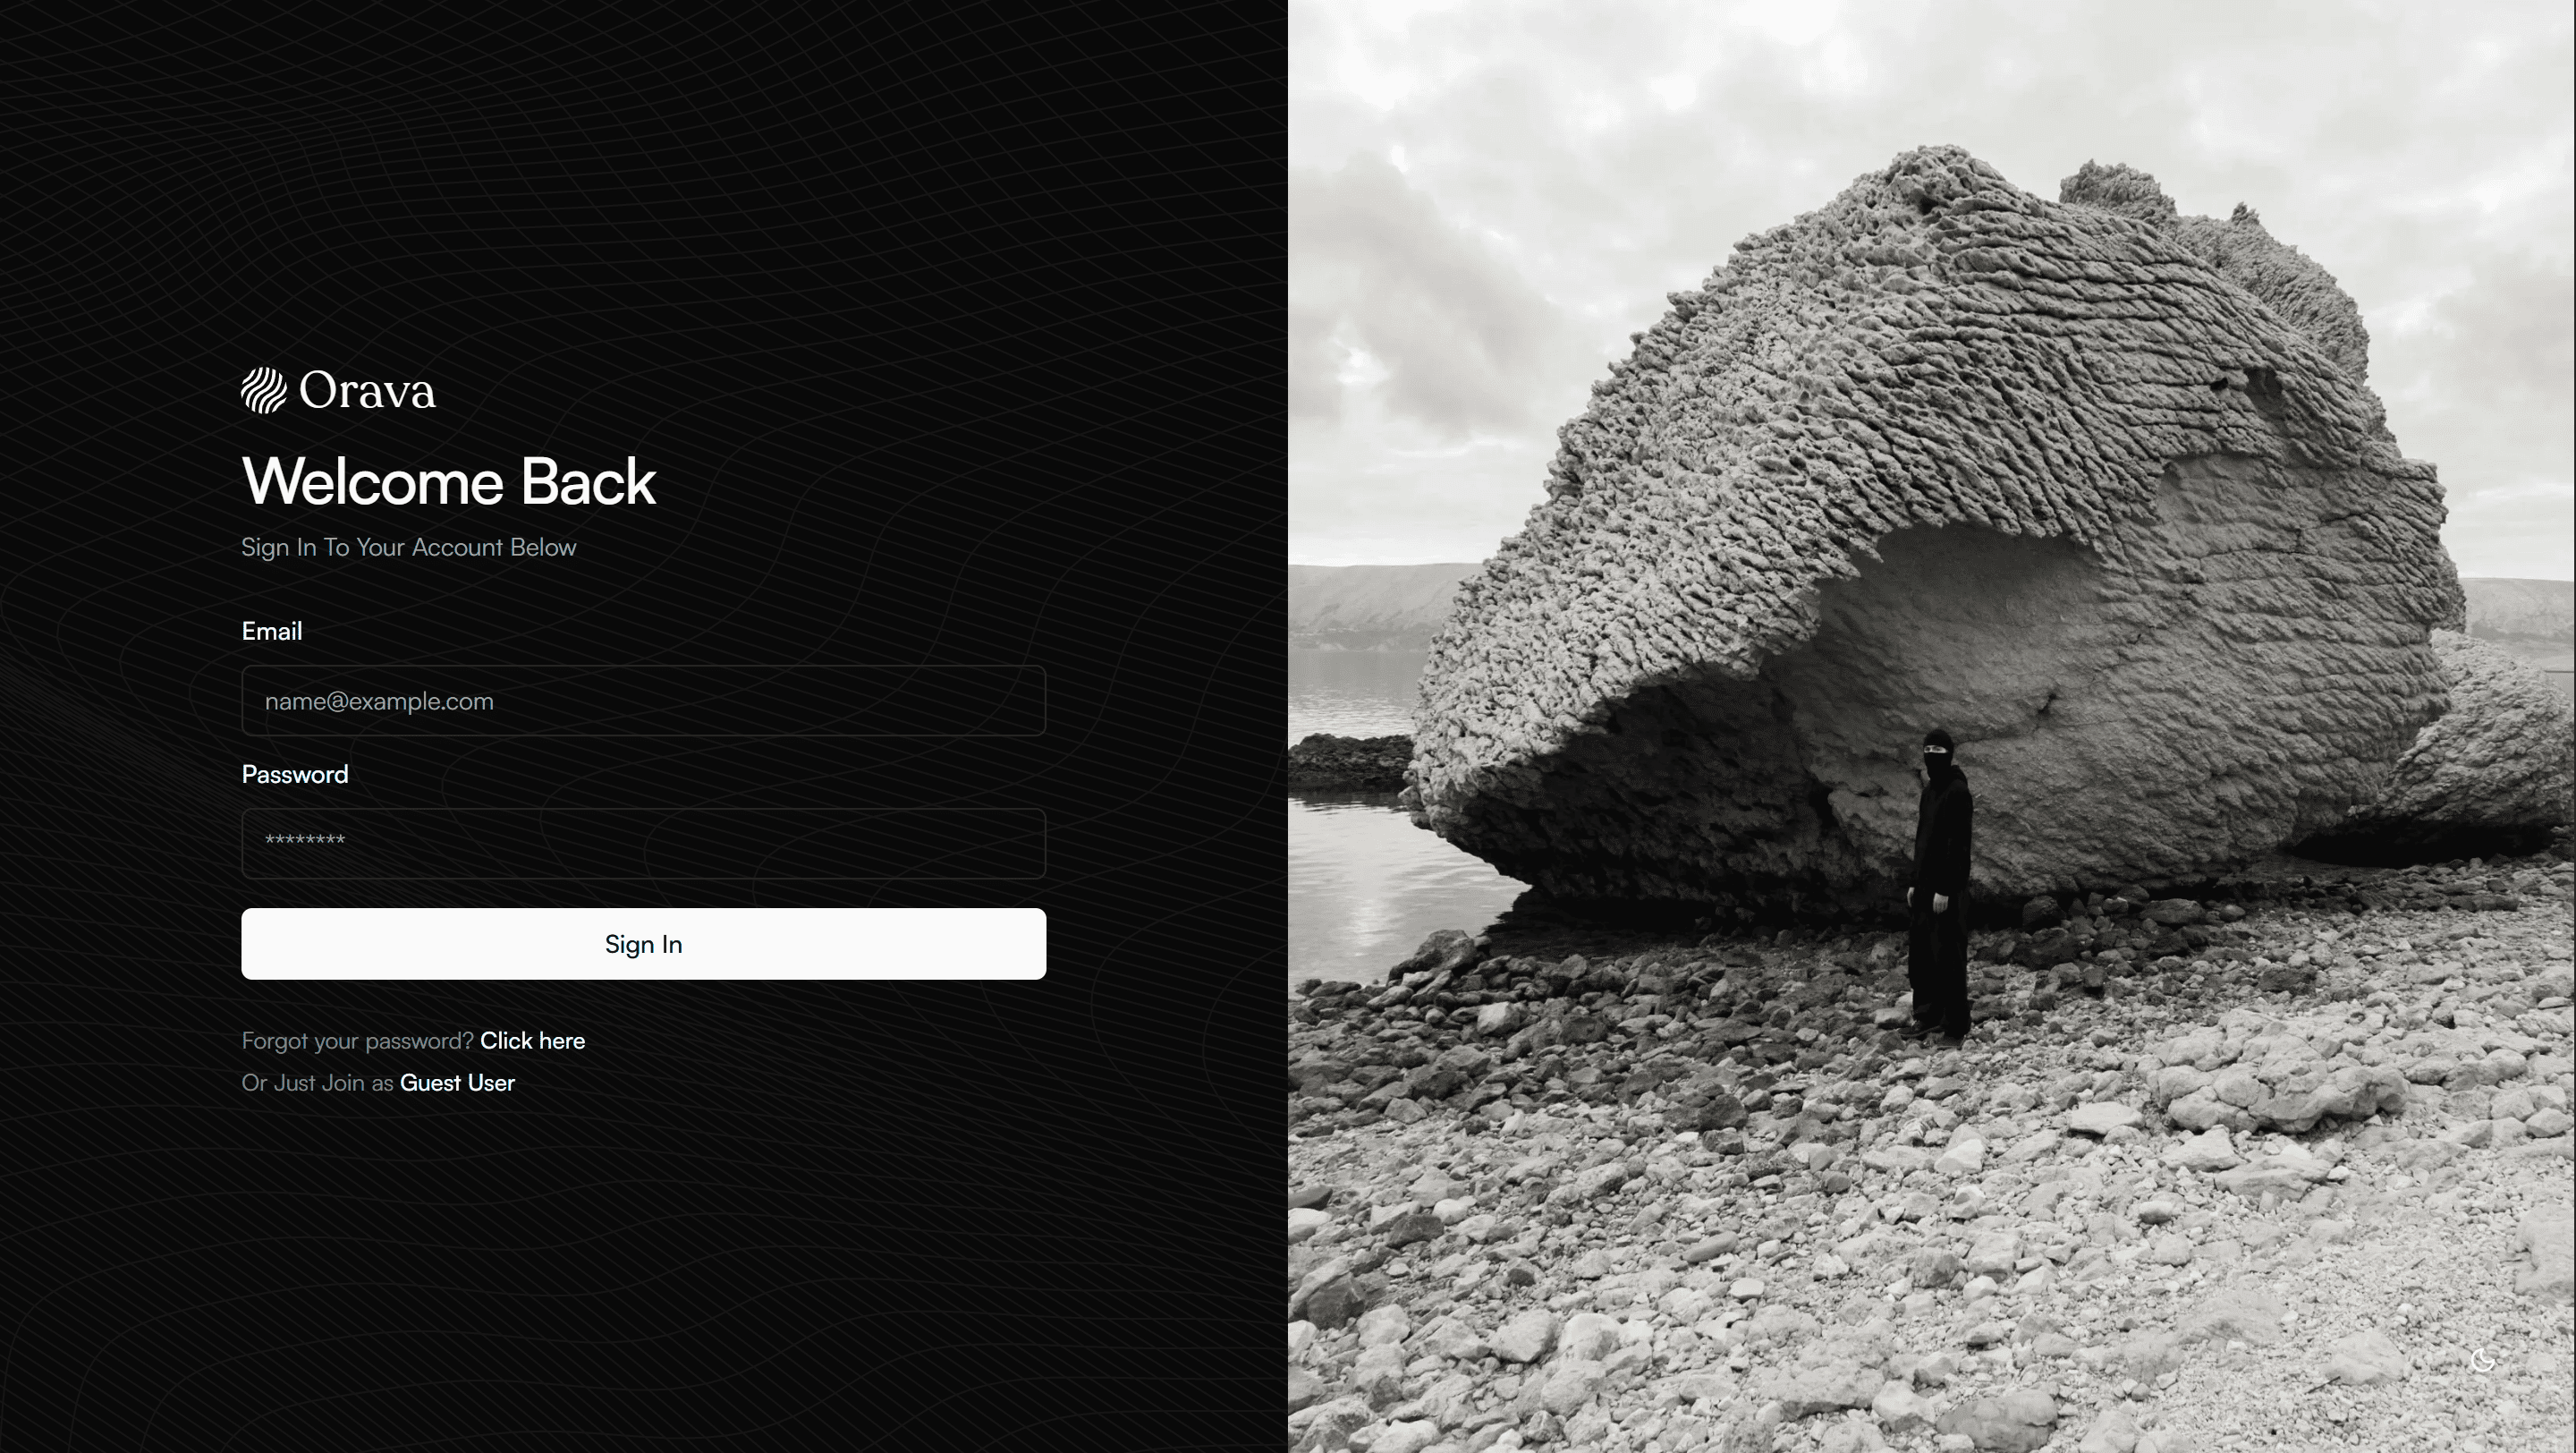 Orava
Welcome Back
Sign In To Your Account Below
Email
name@example.com
Password
********
Sign In
Forgot your password? Click here
Or Just Join as Guest User